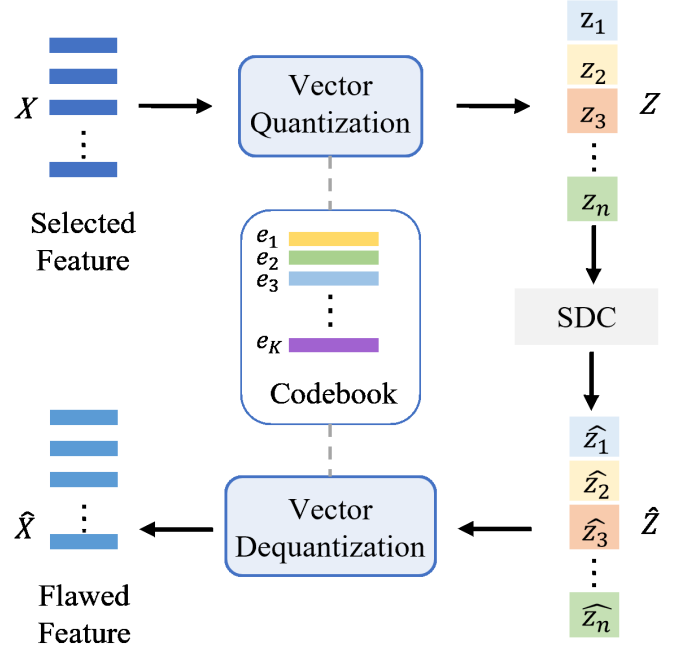 X
Selected
Feature
Vector
Quantization
z₁
z₂
z₃
⋮
zₙ
Z
e₁
e₂
e₃
⋮
e_K
Codebook
SDC
ẑ₁
ẑ₂
ẑ₃
⋮
ẑₙ
Ẑ
Vector
Dequantization
X̂
Flawed
Feature